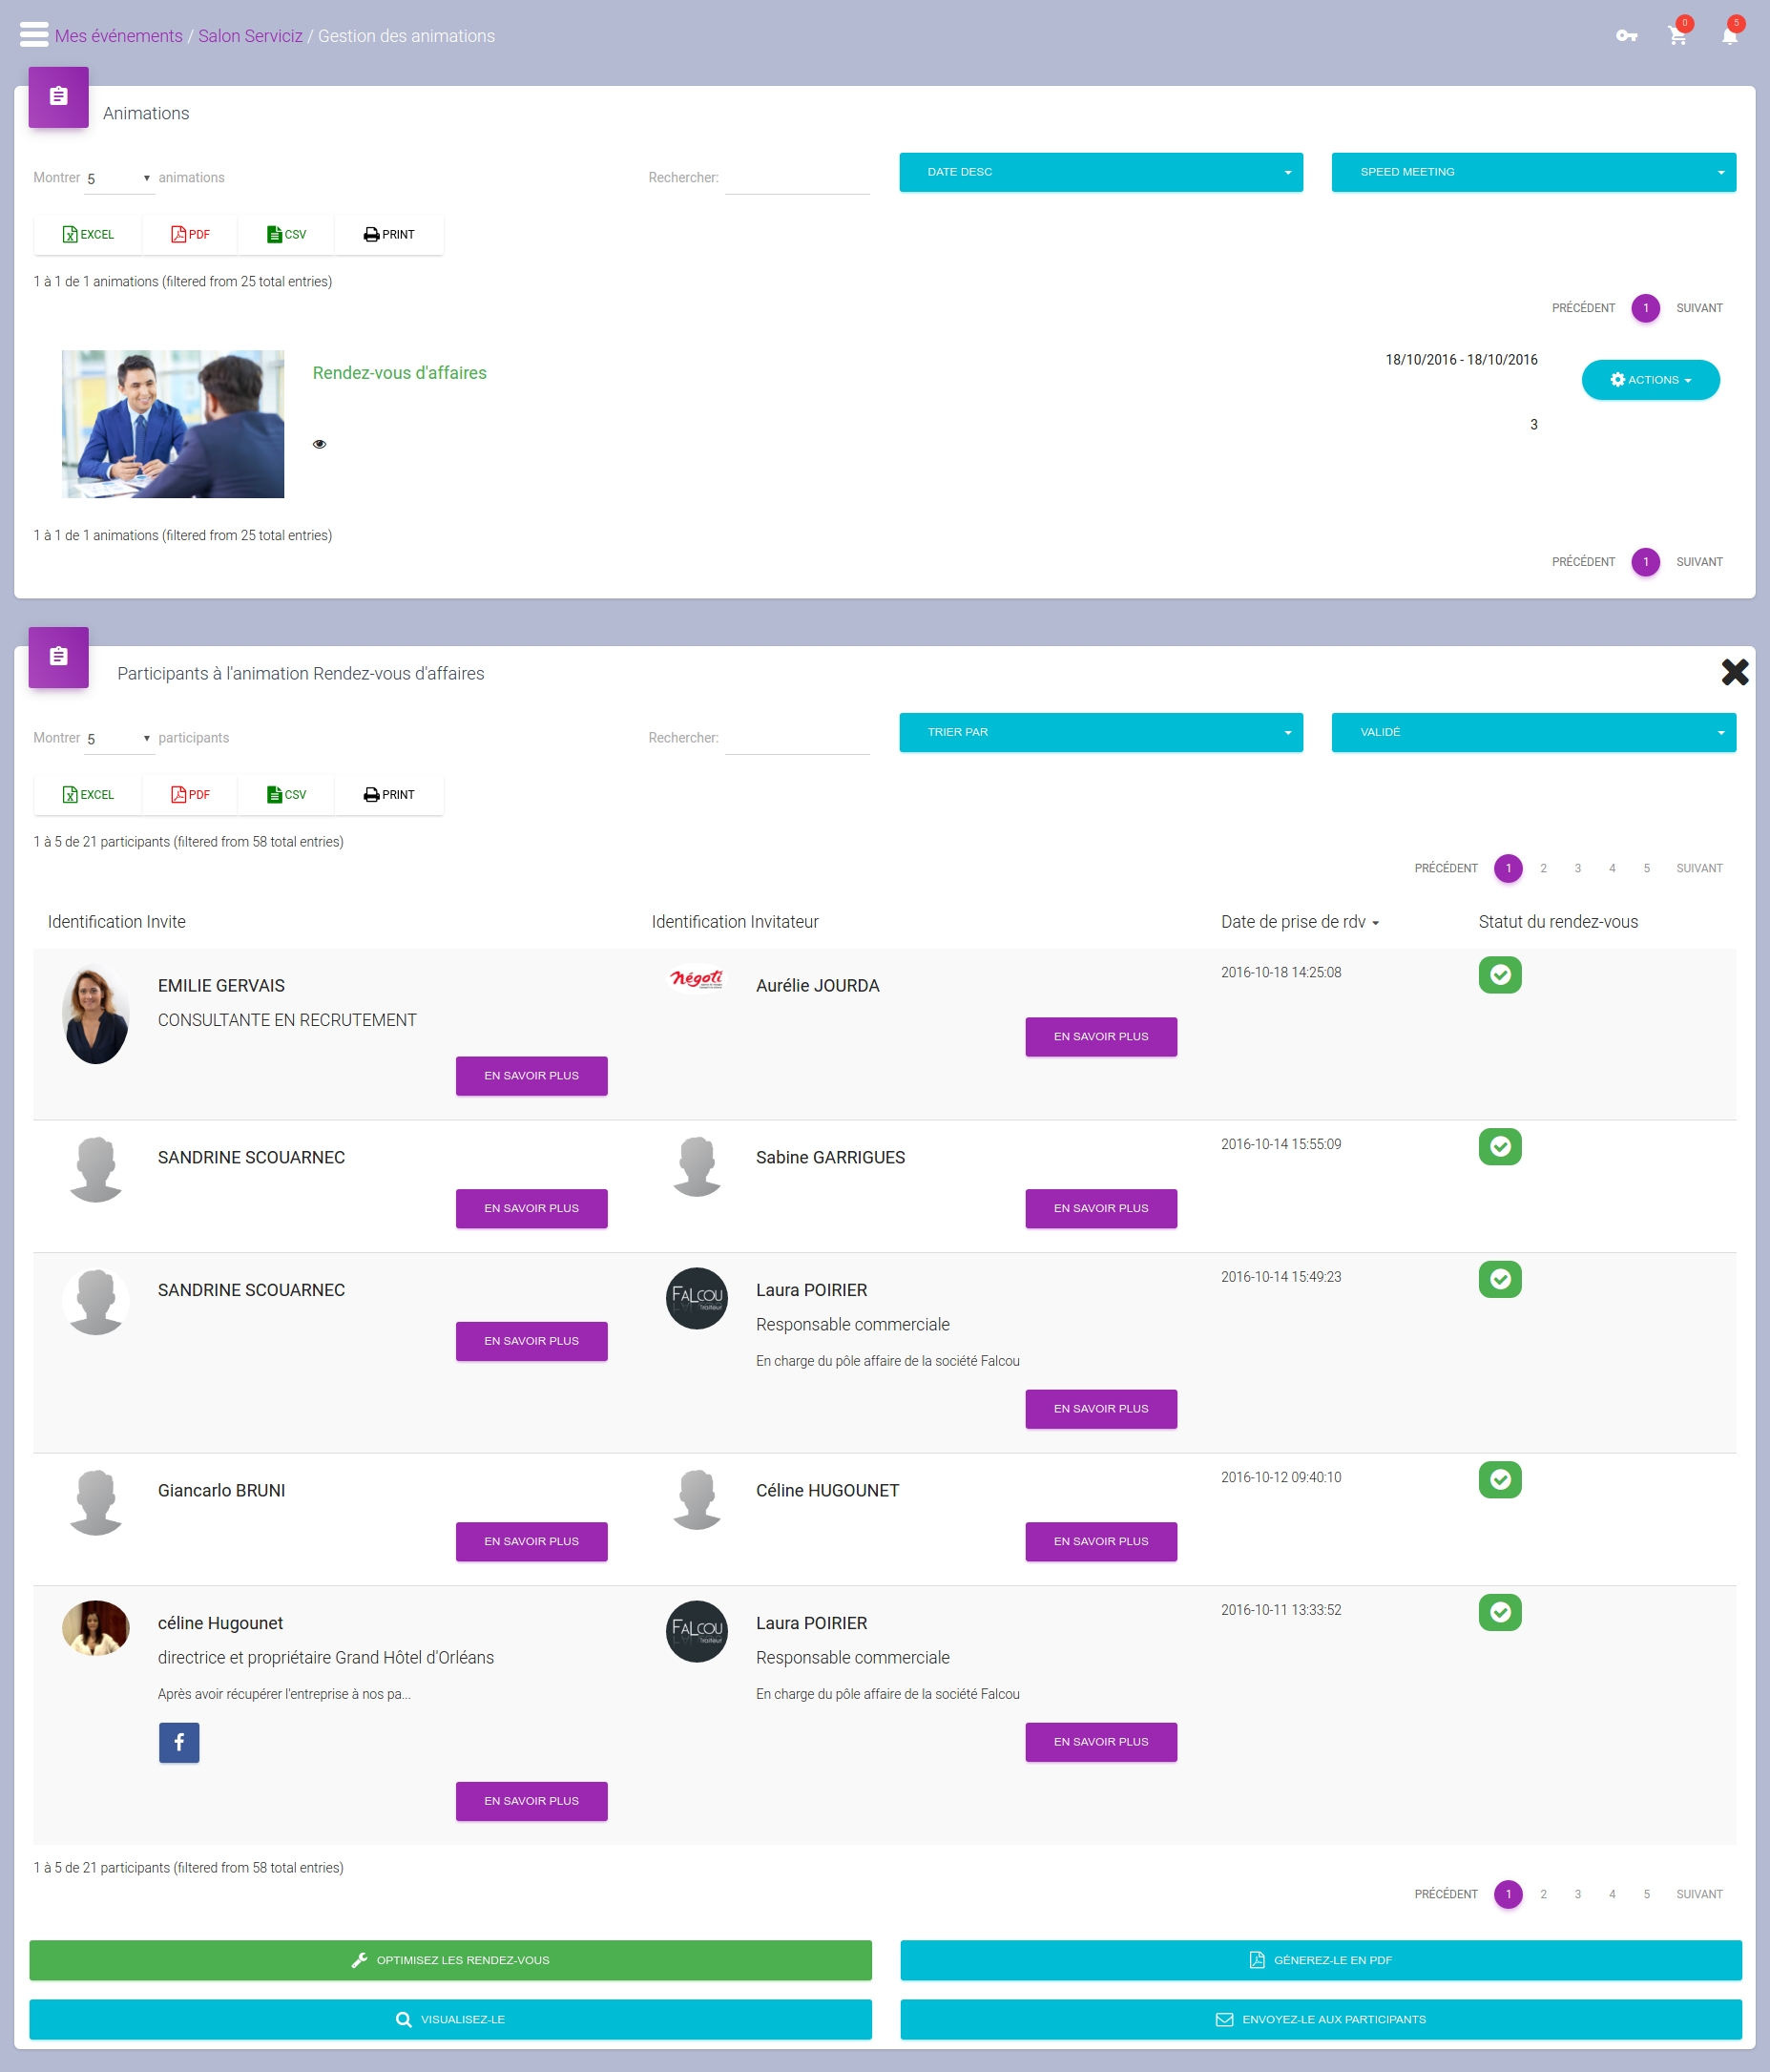 Mes événements / Salon Serviciz / Gestion des animations
0
5
Animations
Montrer 5 animations
Rechercher:
DATE DESC
SPEED MEETING
EXCEL
PDF
CSV
PRINT
1 à 1 de 1 animations (filtered from 25 total entries)
PRÉCÉDENT 1 SUIVANT
Rendez-vous d'affaires
18/10/2016 - 18/10/2016
ACTIONS
3
1 à 1 de 1 animations (filtered from 25 total entries)
PRÉCÉDENT 1 SUIVANT
Participants à l'animation Rendez-vous d'affaires
Montrer 5 participants
Rechercher:
TRIER PAR
VALIDÉ
EXCEL
PDF
CSV
PRINT
1 à 5 de 21 participants (filtered from 58 total entries)
PRÉCÉDENT 1 2 3 4 5 SUIVANT
Identification Invite
Identification Invitateur
Date de prise de rdv
Statut du rendez-vous
EMILIE GERVAIS
CONSULTANTE EN RECRUTEMENT
EN SAVOIR PLUS
Négoti
Aurélie JOURDA
EN SAVOIR PLUS
2016-10-18 14:25:08
SANDRINE SCOUARNEC
EN SAVOIR PLUS
Sabine GARRIGUES
EN SAVOIR PLUS
2016-10-14 15:55:09
SANDRINE SCOUARNEC
EN SAVOIR PLUS
FALCOU
Traiteur
Laura POIRIER
Responsable commerciale
En charge du pôle affaire de la société Falcou
EN SAVOIR PLUS
2016-10-14 15:49:23
Giancarlo BRUNI
EN SAVOIR PLUS
Céline HUGOUNET
EN SAVOIR PLUS
2016-10-12 09:40:10
céline Hugounet
directrice et propriétaire Grand Hôtel d'Orléans
Après avoir récupérer l'entreprise à nos pa...
EN SAVOIR PLUS
FALCOU
Traiteur
Laura POIRIER
Responsable commerciale
En charge du pôle affaire de la société Falcou
EN SAVOIR PLUS
2016-10-11 13:33:52
1 à 5 de 21 participants (filtered from 58 total entries)
PRÉCÉDENT 1 2 3 4 5 SUIVANT
OPTIMISEZ LES RENDEZ-VOUS
GÉNEREZ-LE EN PDF
VISUALISEZ-LE
ENVOYEZ-LE AUX PARTICIPANTS